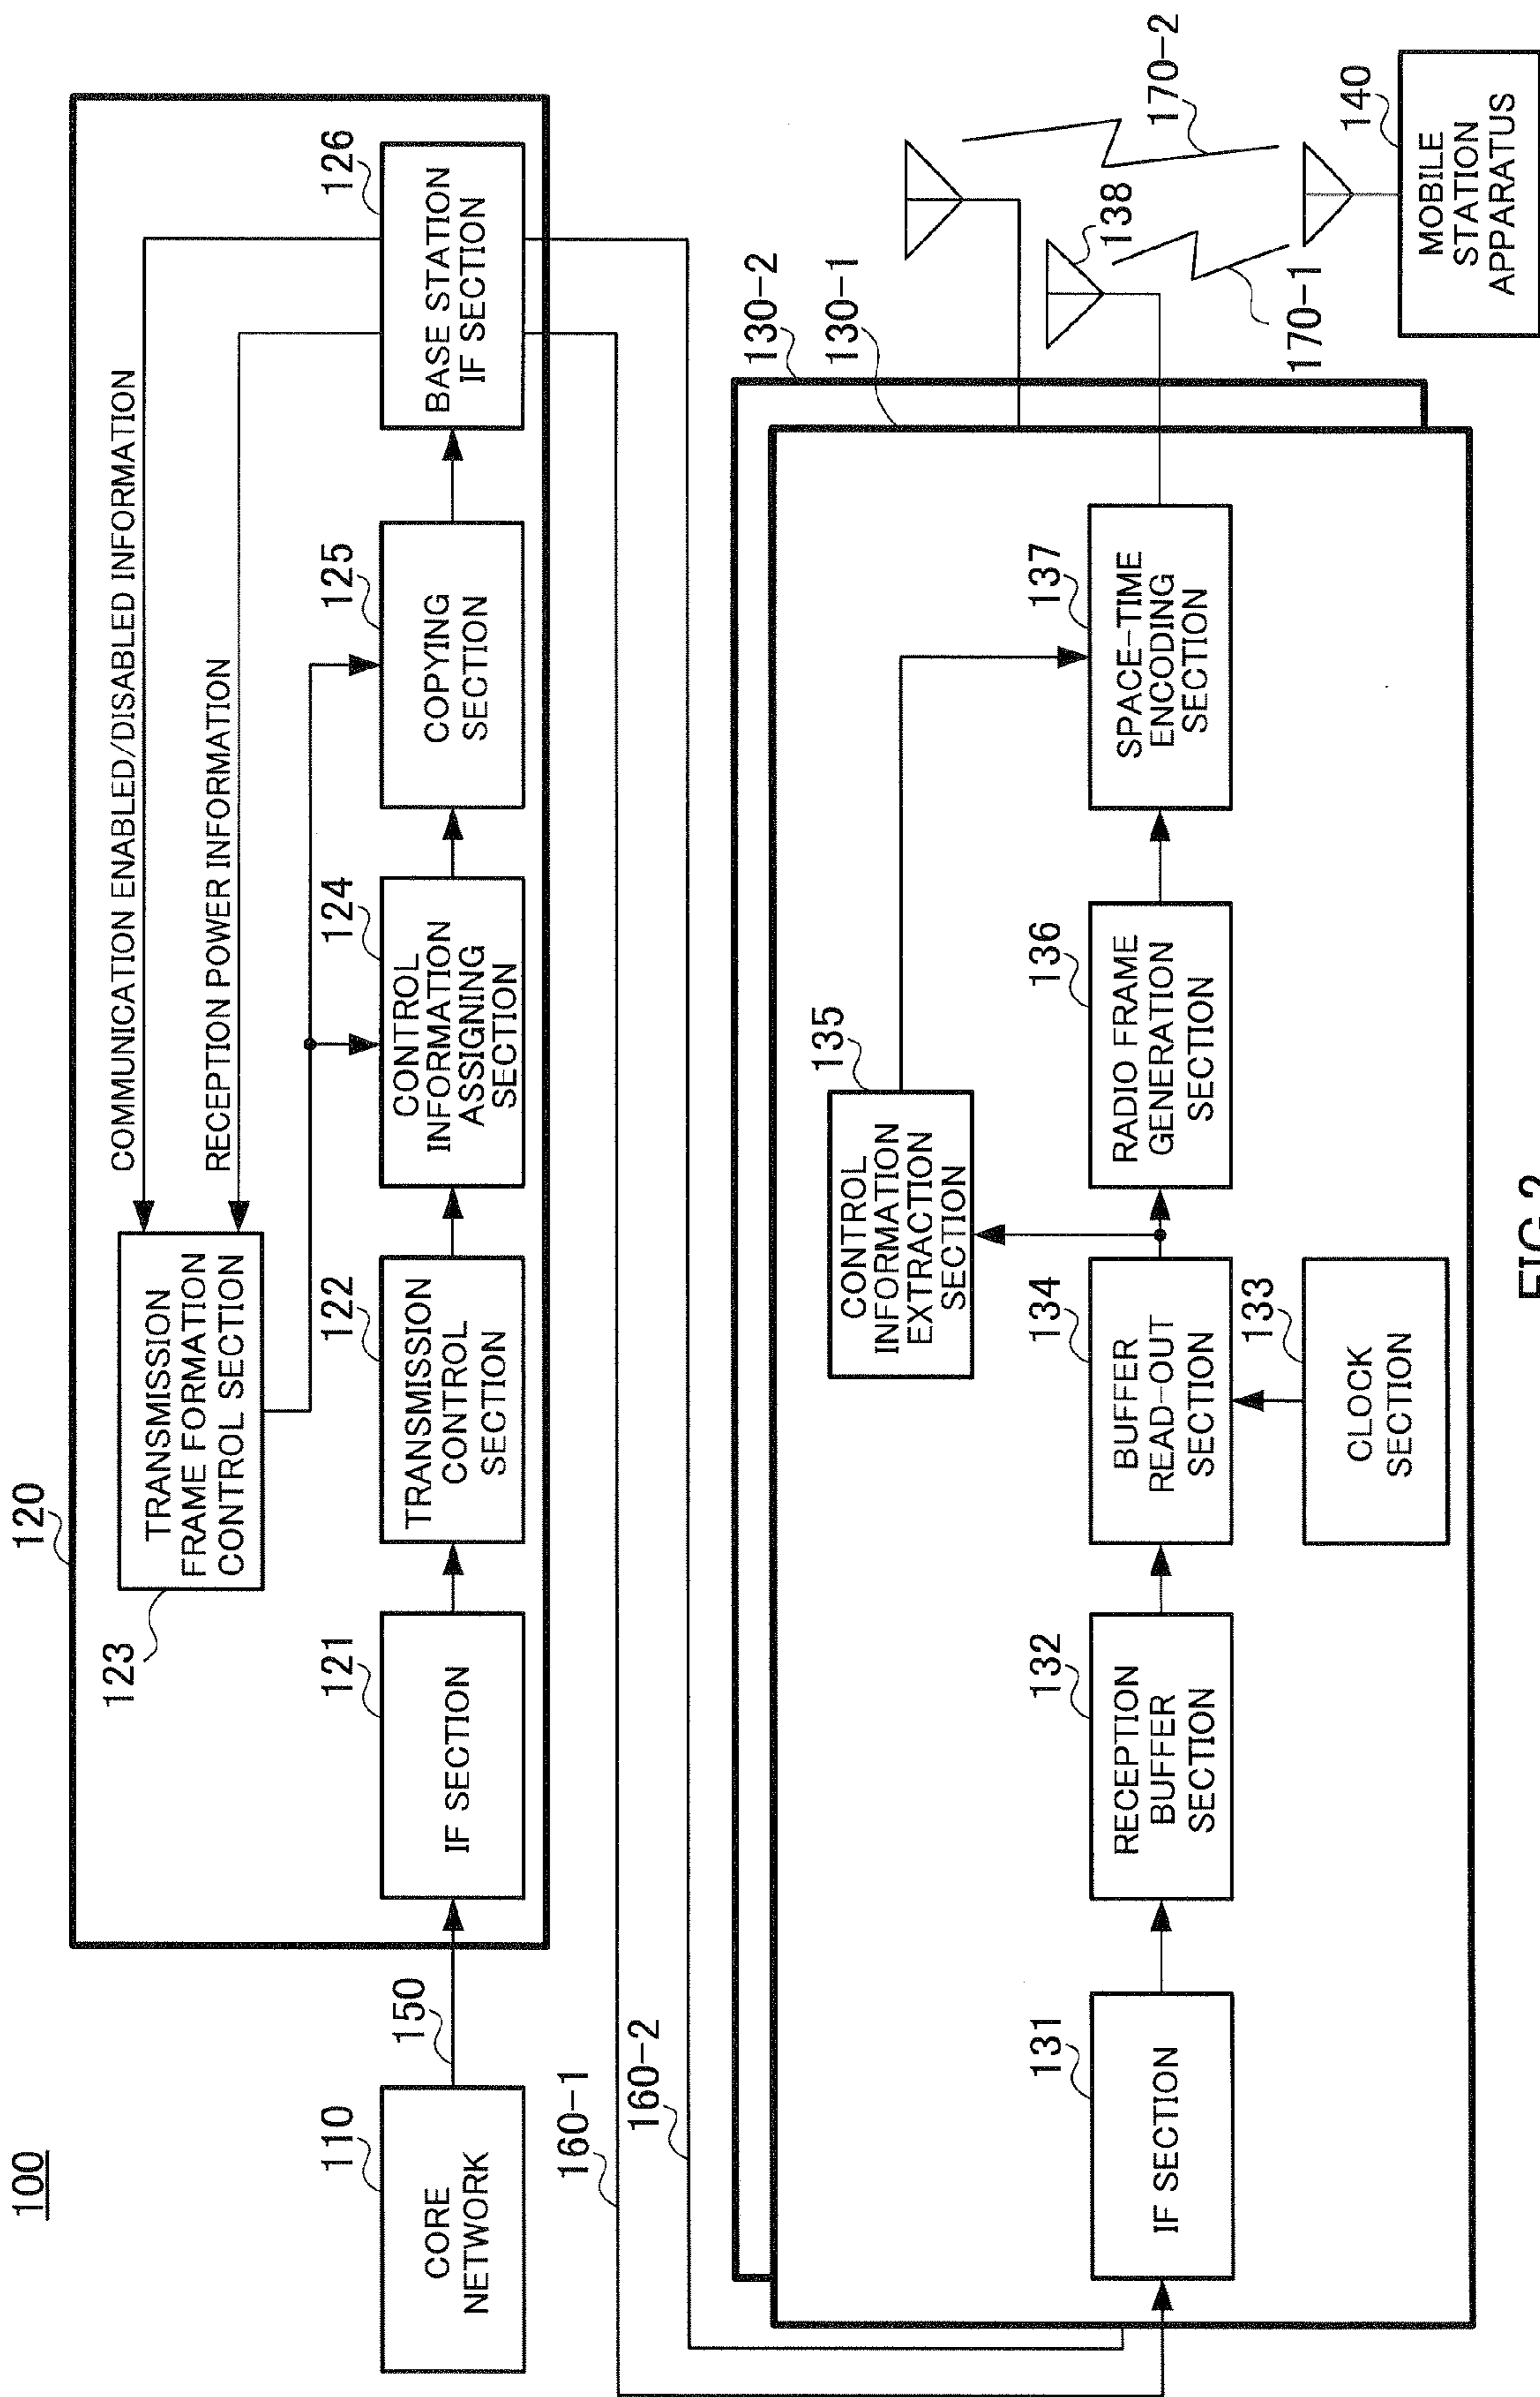 100
120
COMMUNICATION ENABLED/DISABLED INFORMATION
RECEPTION POWER INFORMATION
123
TRANSMISSION
FRAME FORMATION
CONTROL SECTION
110
CORE
NETWORK
150
121
IF SECTION
122
TRANSMISSION
CONTROL
SECTION
124
CONTROL
INFORMATION
ASSIGNING
SECTION
125
COPYING
SECTION
126
BASE STATION
IF SECTION
160-1
160-2
130-2
130-1
131
IF SECTION
132
RECEPTION
BUFFER
SECTION
134
BUFFER
READ-OUT
SECTION
133
CLOCK
SECTION
135
CONTROL
INFORMATION
EXTRACTION
SECTION
136
RADIO FRAME
GENERATION
SECTION
137
SPACE-TIME
ENCODING
SECTION
138
170-2
170-1
140
MOBILE
STATION
APPARATUS
FIG.2